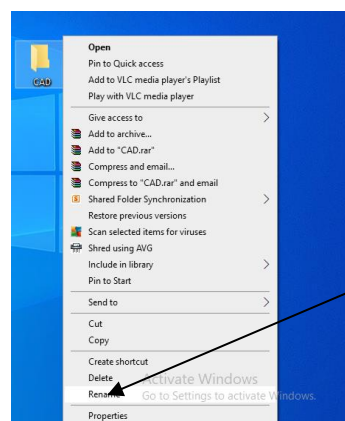 CAD
Open
Pin to Quick access
Add to VLC media player's Playlist
Play with VLC media player
Give access to
Add to archive...
Add to "CAD.rar"
Compress and email...
Compress to "CAD.rar" and email
Shared Folder Synchronization
Restore previous versions
Scan selected items for viruses
Shred using AVG
Include in library
Pin to Start
Send to
Cut
Copy
Create shortcut
Delete
Activate Windows
Rename
Go to Settings to activate Windows.
Properties